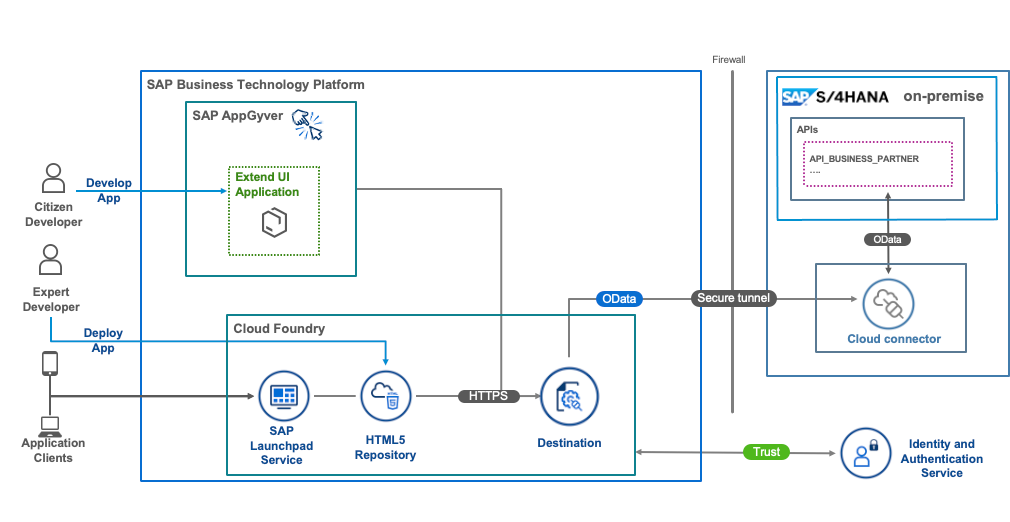 Firewall
SAP Business Technology Platform
SAP S/4HANA on-premise
SAP AppGyver
APIs
API_BUSINESS_PARTNER
....
Extend UI
Application
Develop
App
Citizen
Developer
OData
Expert
Developer
OData
Secure tunnel
Cloud Foundry
Deploy
App
Cloud connector
HTTPS
SAP
Launchpad
Service
HTML5
Repository
Destination
Application
Clients
Trust
Identity and
Authentication
Service